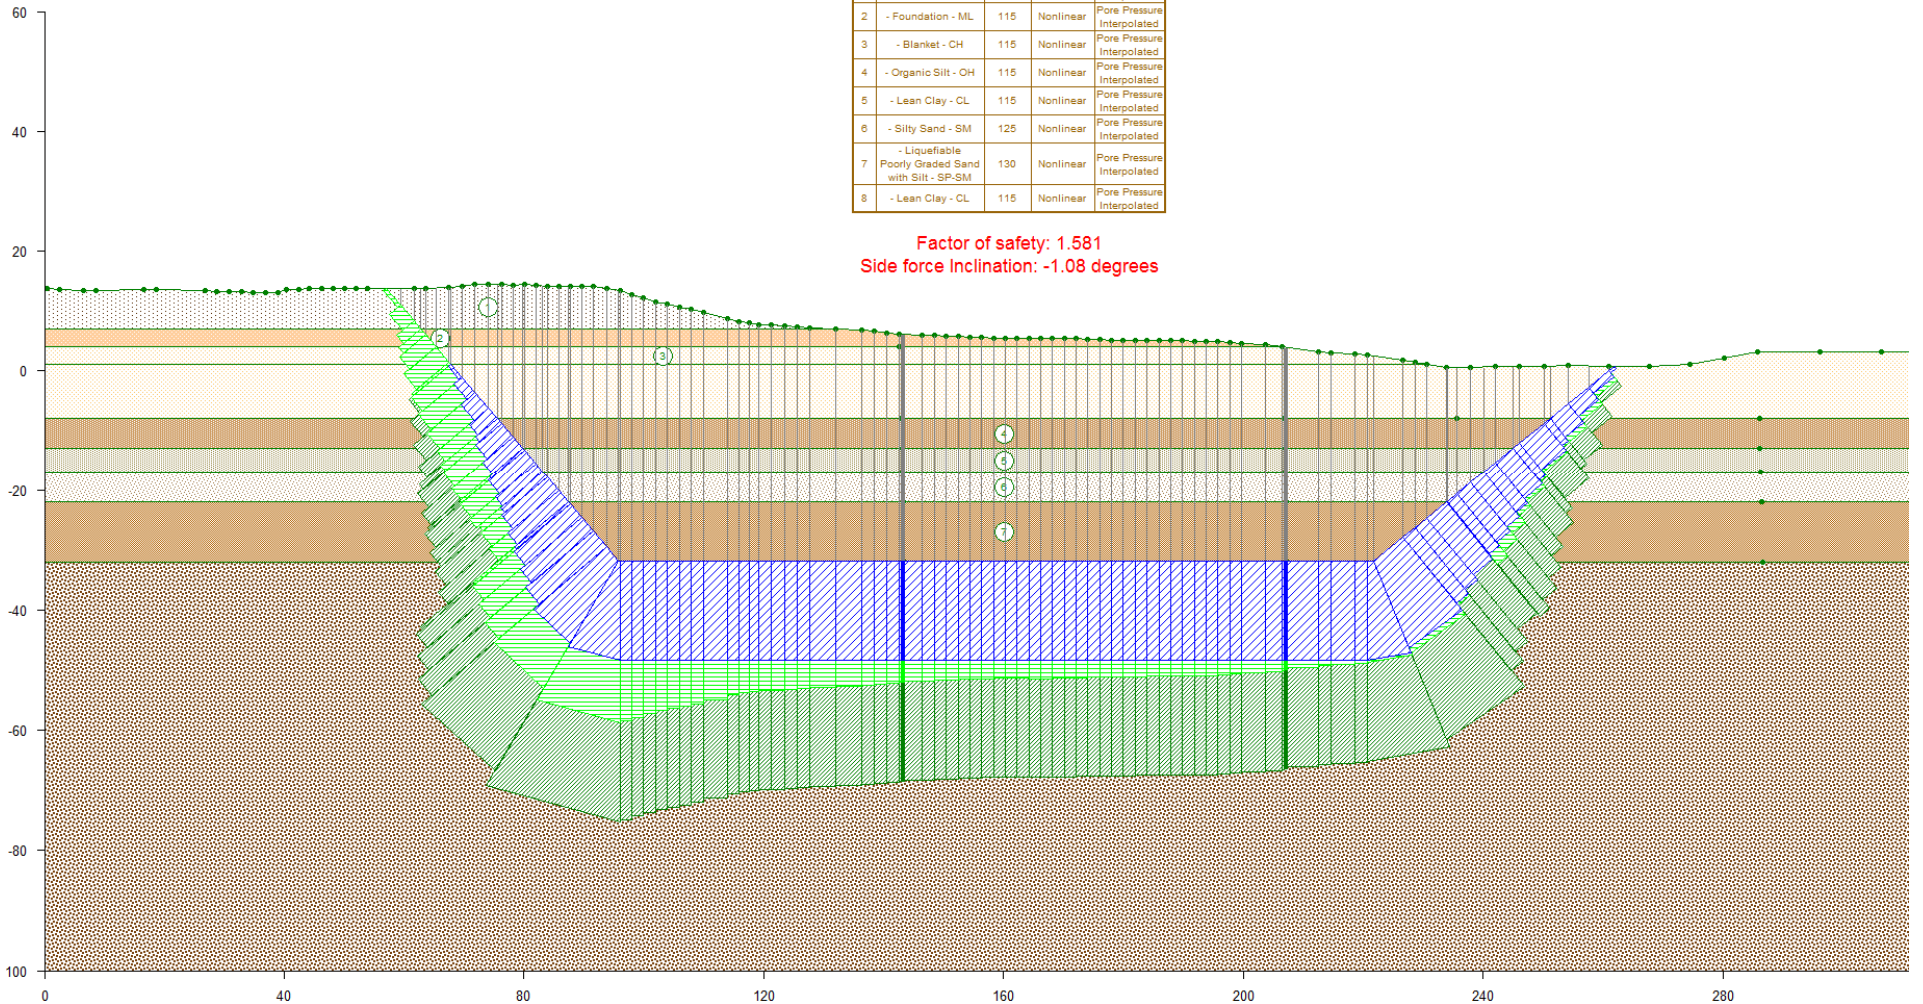 60
40
20
0
-20
-40
-60
-80
100
2 - Foundation - ML 115 Nonlinear Pore Pressure
Interpolated
3 - Blanket - CH 115 Nonlinear Pore Pressure
Interpolated
4 - Organic Silt - OH 115 Nonlinear Pore Pressure
Interpolated
5 - Lean Clay - CL 115 Nonlinear Pore Pressure
Interpolated
6 - Silty Sand - SM 125 Nonlinear Pore Pressure
Interpolated
7 - Liquefiable
Poorly Graded Sand 130 Nonlinear Pore Pressure
with Silt - SP-SM Interpolated
8 - Lean Clay - CL 115 Nonlinear Pore Pressure
Interpolated
Factor of safety: 1.581
Side force Inclination: -1.08 degrees
1
2
3
4
5
6
7
0 40 80 120 160 200 240 280